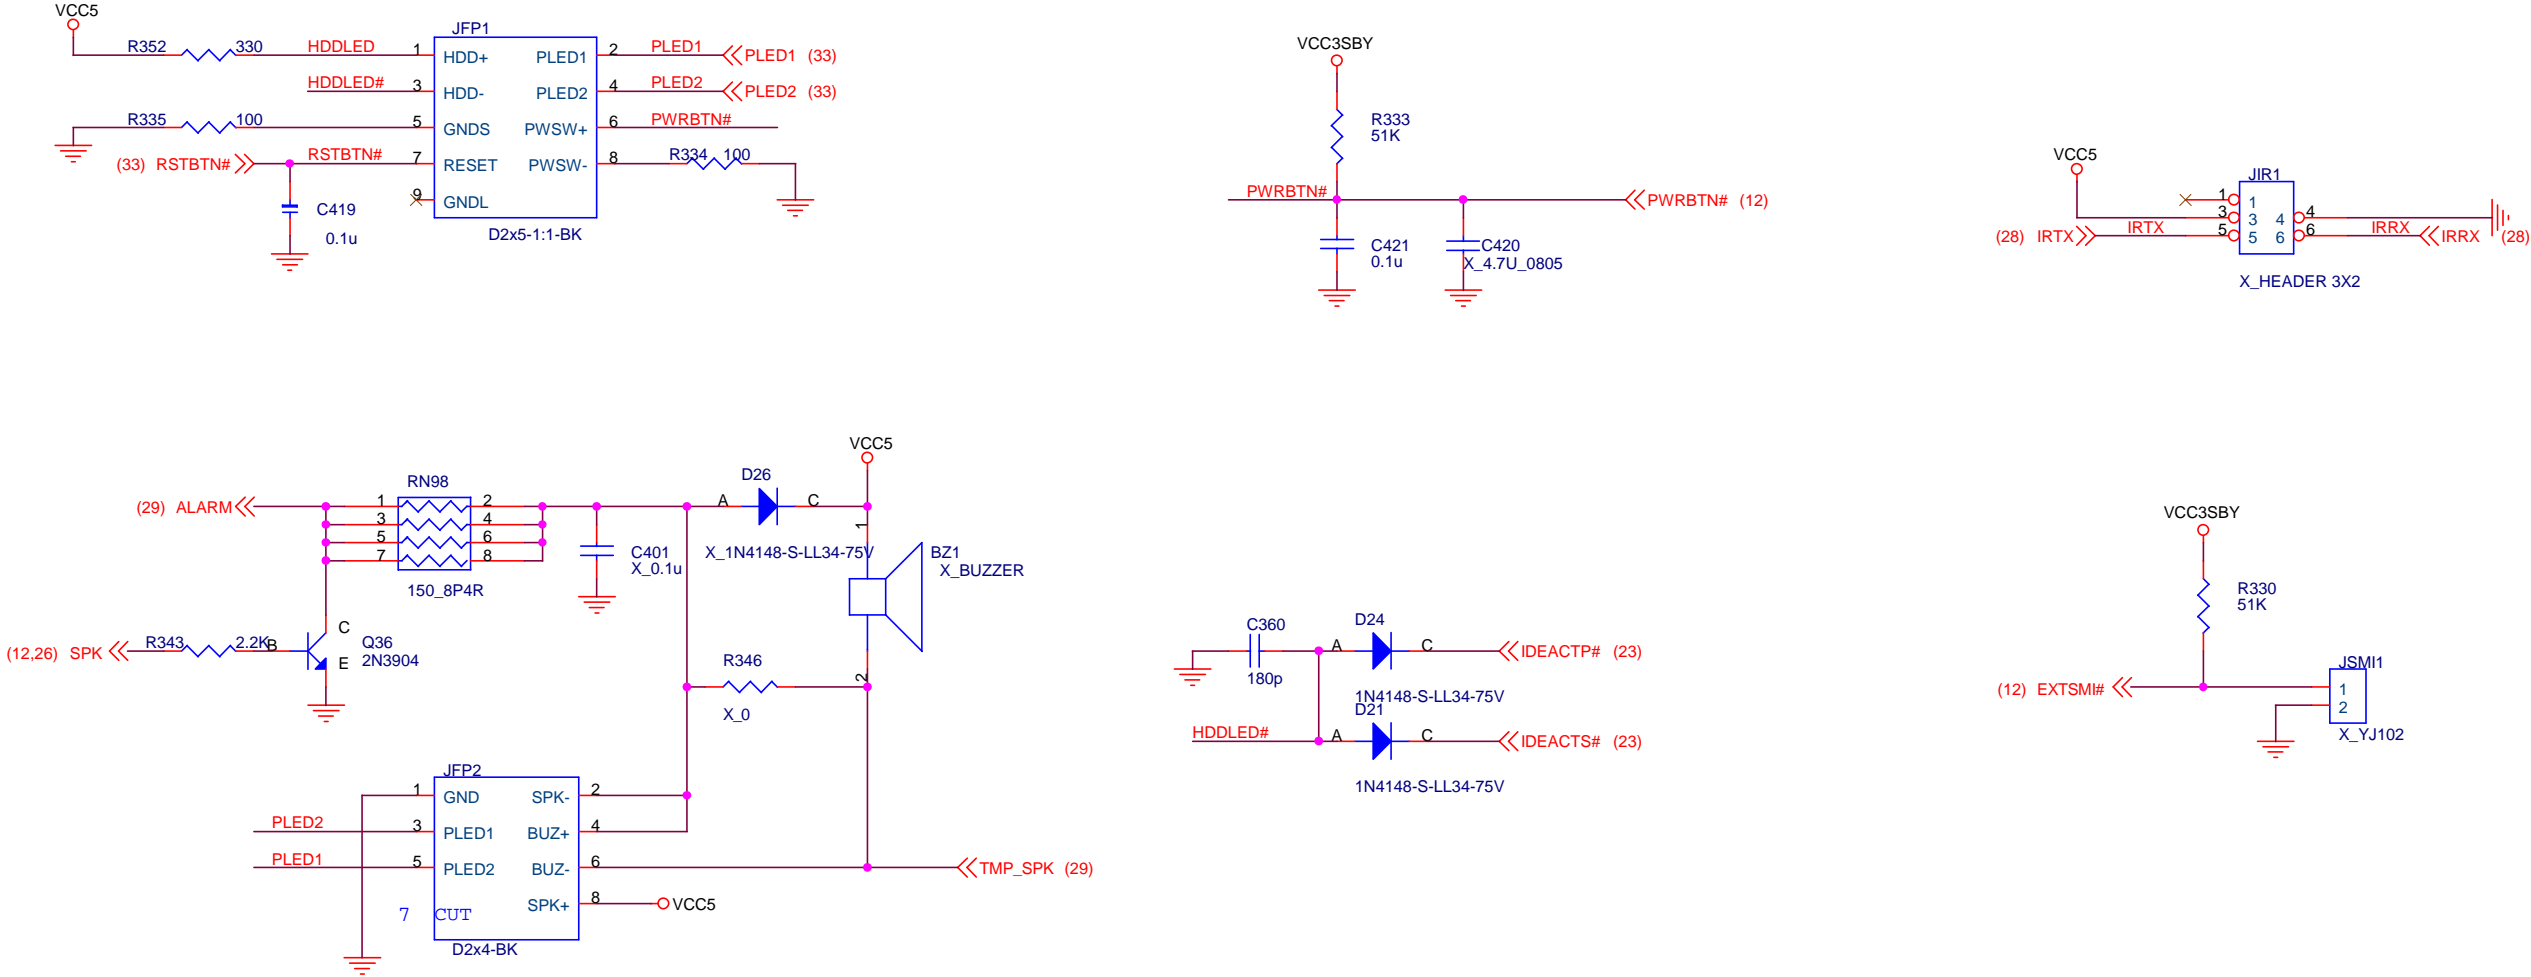 VCC5
JFP1
R352 330 HDDLED 1 HDD+ PLED1 2 PLED1 PLED1 (33)
HDDLED# 3 HDD- PLED2 4 PLED2 PLED2 (33)
R335 100 5 GNDS PWSW+ 6 PWRBTN#
(33) RSTBTN# RSTBTN# 7 RESET PWSW- 8 R334 100
9 GNDL
C419
0.1u
D2x5-1:1-BK
VCC3SBY
R333
51K
PWRBTN# PWRBTN# (12)
C421
0.1u
C420
X_4.7U_0805
VCC5
JIR1
1 1
3 3 4 4
(28) IRTX IRTX 5 5 6 6 IRRX IRRX (28)
X_HEADER 3X2
VCC5
RN98
D26
(29) ALARM 1 2 A C
3 4
5 6
7 8
150_8P4R
C401
X_0.1u
X_1N4148-S-LL34-75V
1
BZ1
X_BUZZER
2
(12,26) SPK R343 2.2K B
C
E
Q36
2N3904
R346
X_0
JFP2
1 GND SPK- 2
PLED2 3 PLED1 BUZ+ 4
PLED1 5 PLED2 BUZ- 6 TMP_SPK (29)
SPK+ 8 VCC5
7 CUT
D2x4-BK
C360
180p
D24
A C IDEACTP# (23)
1N4148-S-LL34-75V
D21
HDDLED# A C IDEACTS# (23)
1N4148-S-LL34-75V
VCC3SBY
R330
51K
JSMI1
(12) EXTSMI# 1
2
X_YJ102